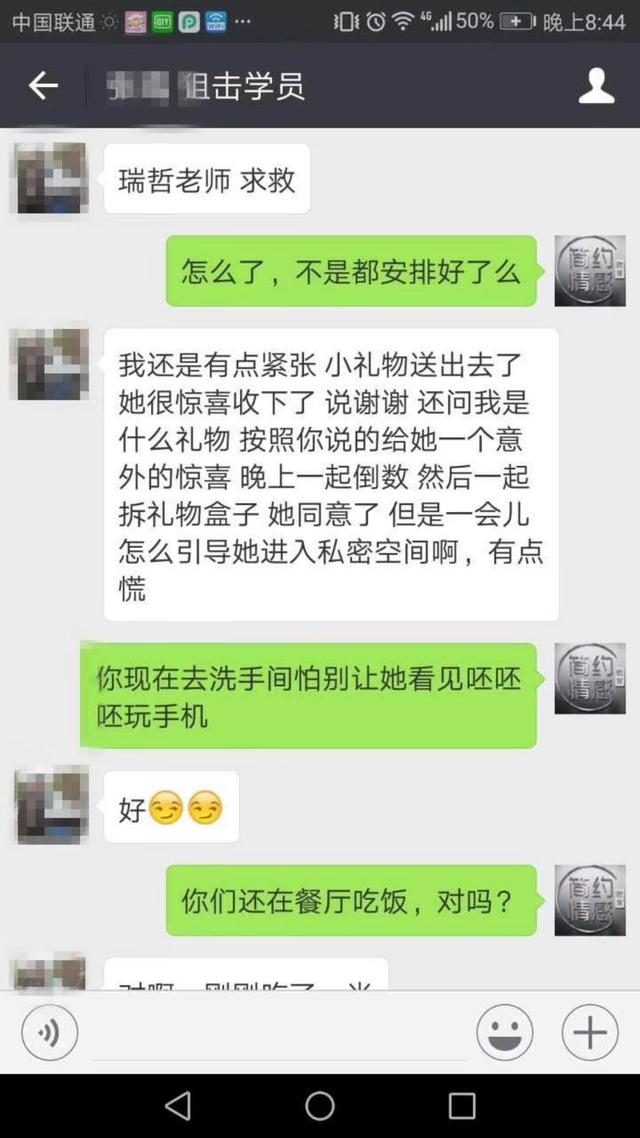 中国联通
50%
晚上8:44
4G
狙击学员
瑞哲老师 求救
怎么了，不是都安排好了么
简约
情感
教育
我还是有点紧张 小礼物送出去了
她很惊喜收下了 说谢谢 还问我是
什么礼物 按照你说的给她一个意
外的惊喜 晚上一起倒数 然后一起
拆礼物盒子 她同意了 但是一会儿
怎么引导她进入私密空间啊，有点
慌
你现在去洗手间怕别让她看见呸呸
呸玩手机
简约
情感
教育
好
你们还在餐厅吃饭，对吗？
简约
情感
教育